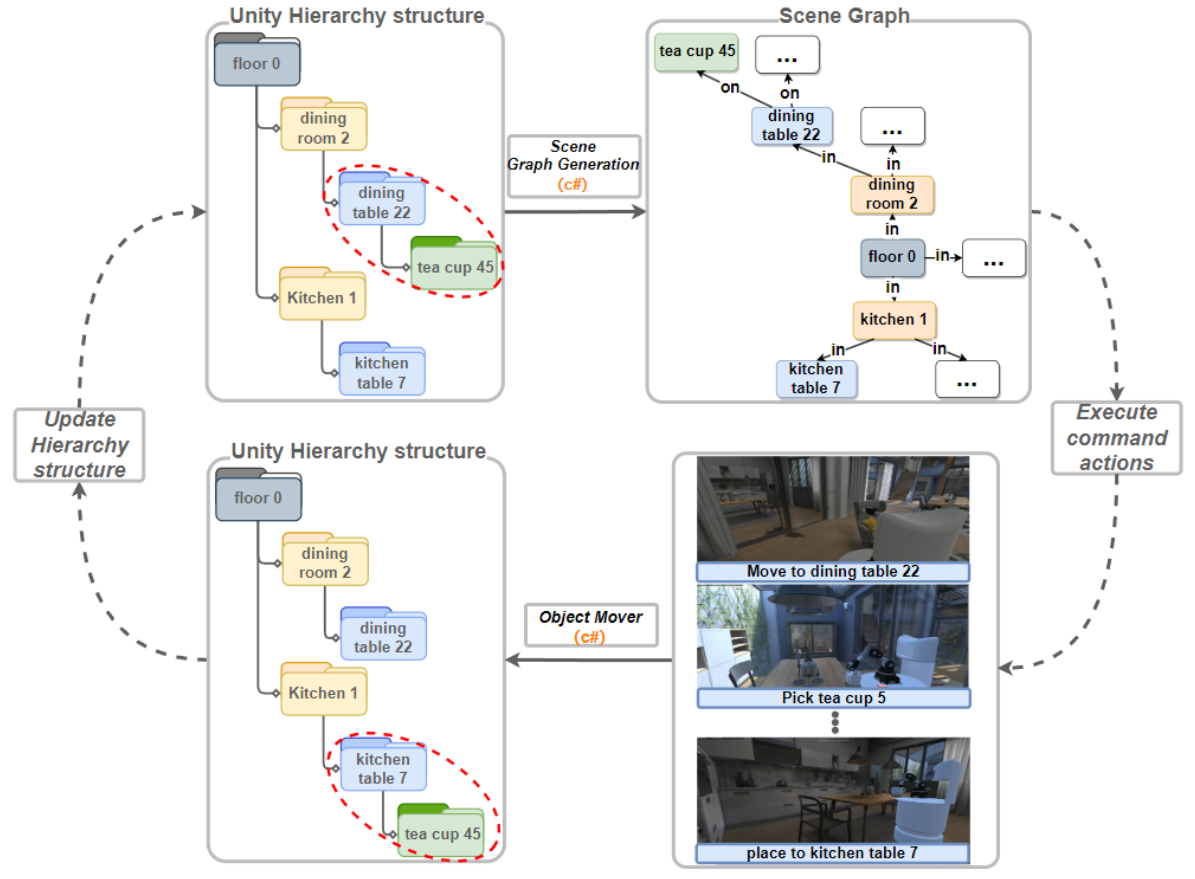 Unity Hierarchy structure
floor 0
dining
room 2
dining
table 22
tea cup 45
Kitchen 1
kitchen
table 7
Scene
Graph Generation
(c#)
Scene Graph
tea cup 45
...
on
on
dining
table 22
...
in
in
dining
room 2
in
floor 0
in
...
in
kitchen 1
in
in
kitchen
table 7
...
Update
Hierarchy
structure
Execute
command
actions
Unity Hierarchy structure
floor 0
dining
room 2
dining
table 22
Kitchen 1
kitchen
table 7
tea cup 45
Object Mover
(c#)
Move to dining table 22
Pick tea cup 5
place to kitchen table 7